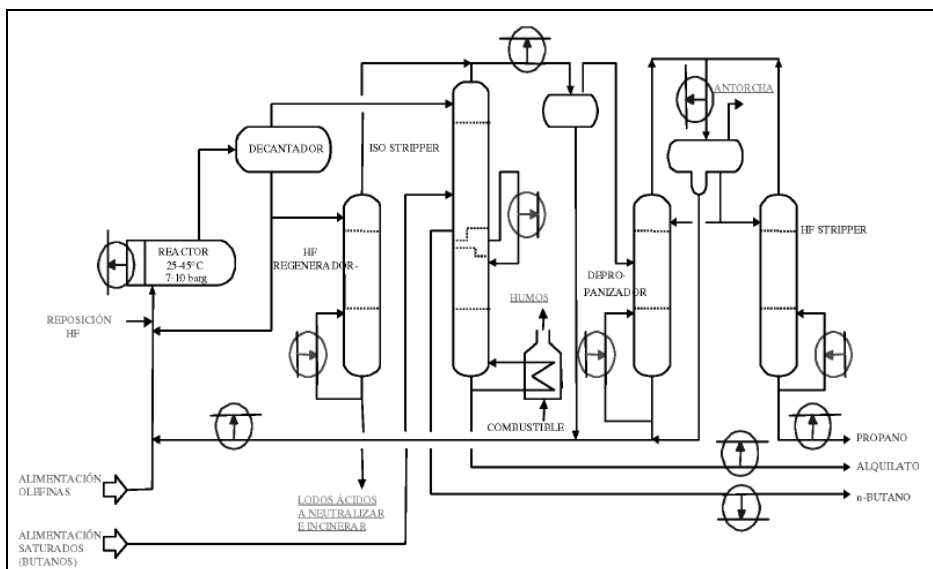 ANTORCHA
DECANTADOR
ISO STRIPPER
REACTOR
25-45°C
7-10 barg
HF
REGENERADOR-
HF STRIPPER
DEPRO-
PANIZADOR
HUMOS
REPOSICIÓN
HF
COMBUSTIBLE
PROPANO
ALQUILATO
n-BUTANO
ALIMENTACIÓN
OLEFINAS
LODOS ÁCIDOS
A NEUTRALIZAR
E INCINERAR
ALIMENTACIÓN
SATURADOS
(BUTANOS)